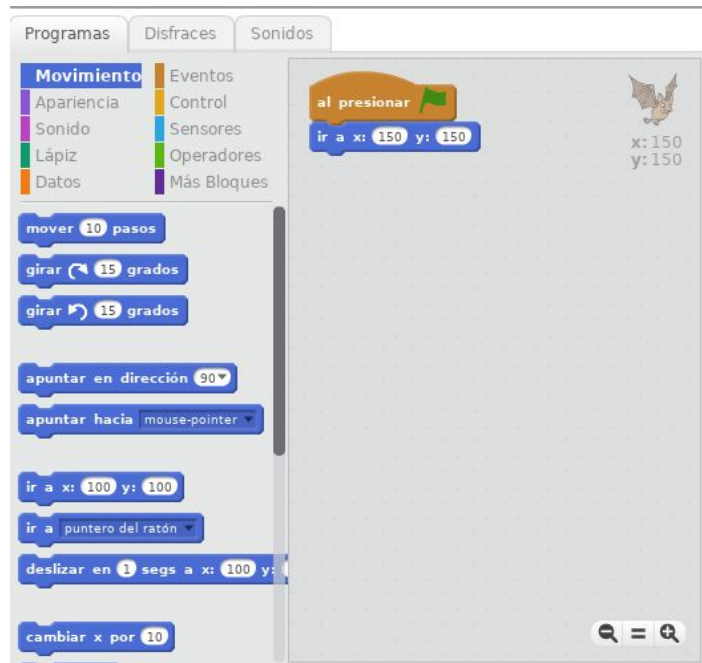 Programas Disfraces Sonidos
Movimiento Eventos
Apariencia Control
Sonido Sensores
Lápiz Operadores
Datos Más Bloques
mover 10 pasos
girar 15 grados
girar 15 grados
apuntar en dirección 90
apuntar hacia mouse-pointer
ir a x: 100 y: 100
ir a puntero del ratón
deslizar en 1 segs a x: 100 y:
cambiar x por 10
al presionar
ir a x: 150 y: 150
x: 150
y: 150